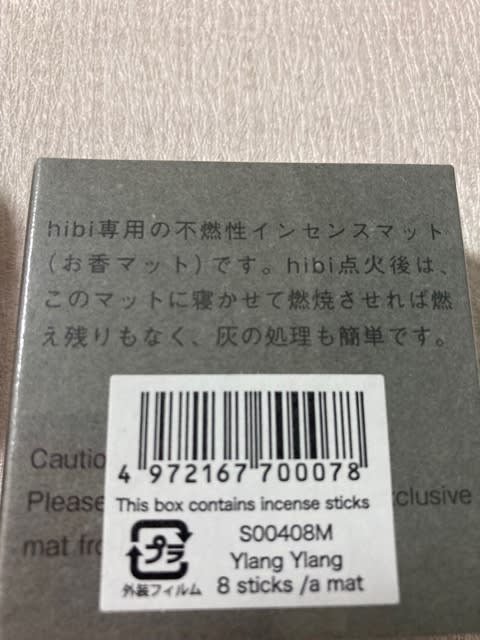 hibi専用の不燃性インセンスマット
(お香マット)です。hibi点火後は、
このマットに寝かせて燃焼させれば燃
え残りもなく、灰の処理も簡単です。
4 972167 700078
This box contains incense sticks
プラ
外装フィルム
S00408M
Ylang Ylang
8 sticks /a mat
Please
mat